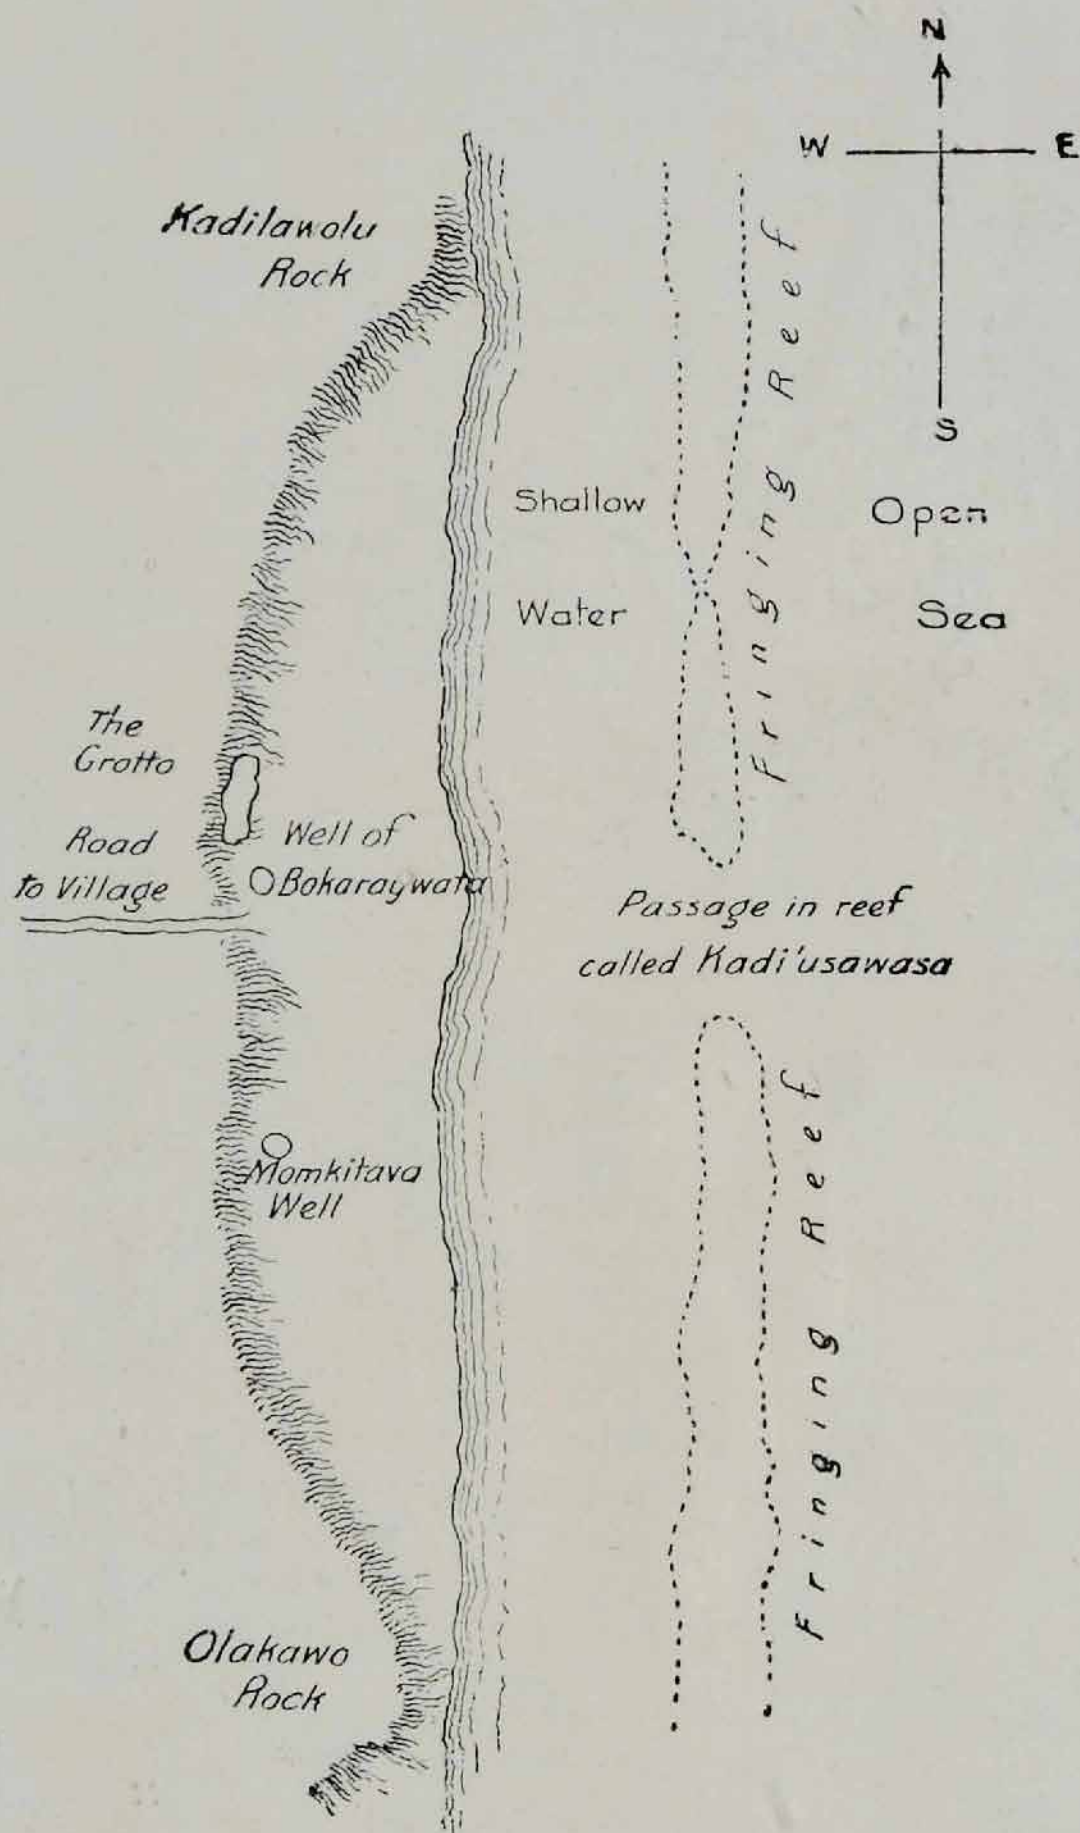 N
W E
S
Kadilawolu
Rock
Fringing Reef
Shallow
Water
Open
Sea
The
Grotto
Road
to Village
Well of
Bokaraywata
Passage in reef
called Kadi'usawasa
Momkitava
Well
Fringing Reef
Olakawo
Rock